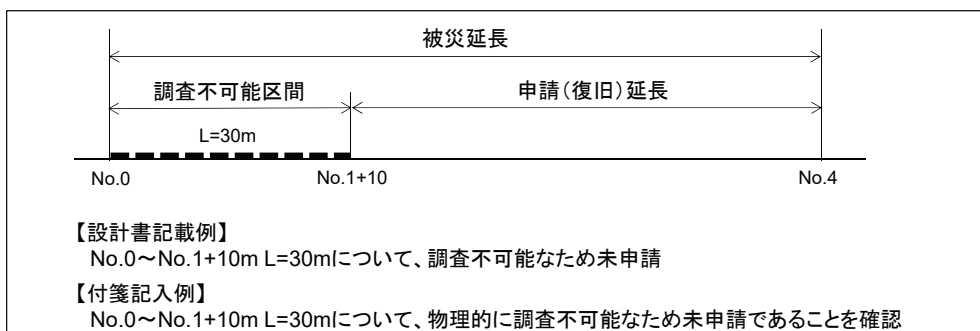 被災延長
調査不可能区間
申請(復旧)延長
L=30m
No.0
No.1+10
No.4
【設計書記載例】
No.0～No.1+10m L=30mについて、調査不可能なため未申請
【付箋記入例】
No.0～No.1+10m L=30mについて、物理的に調査不可能なため未申請であることを確認